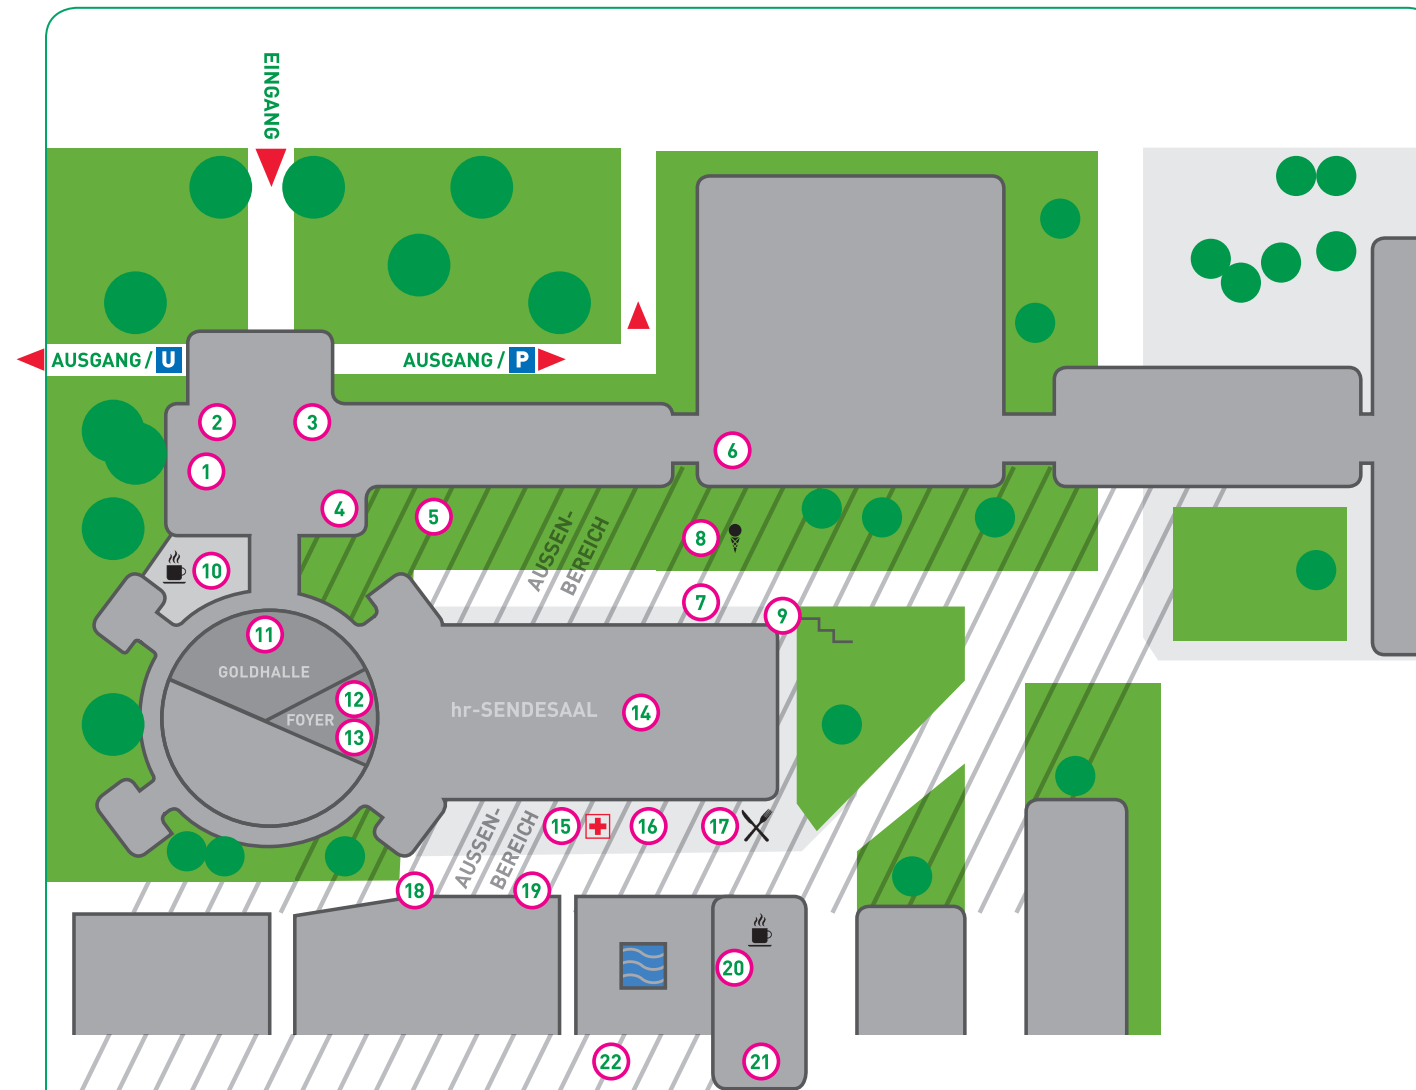 EINGANG
AUSGANG / U
AUSGANG / P
2
3
1
6
4
5
8
10
7
9
11
GOLDHALLE
12
FOYER
13
hr-SENDESAAL
14
AUSSEN-
BEREICH
15
16
17
AUSSEN-
BEREICH
18
19
20
22
21